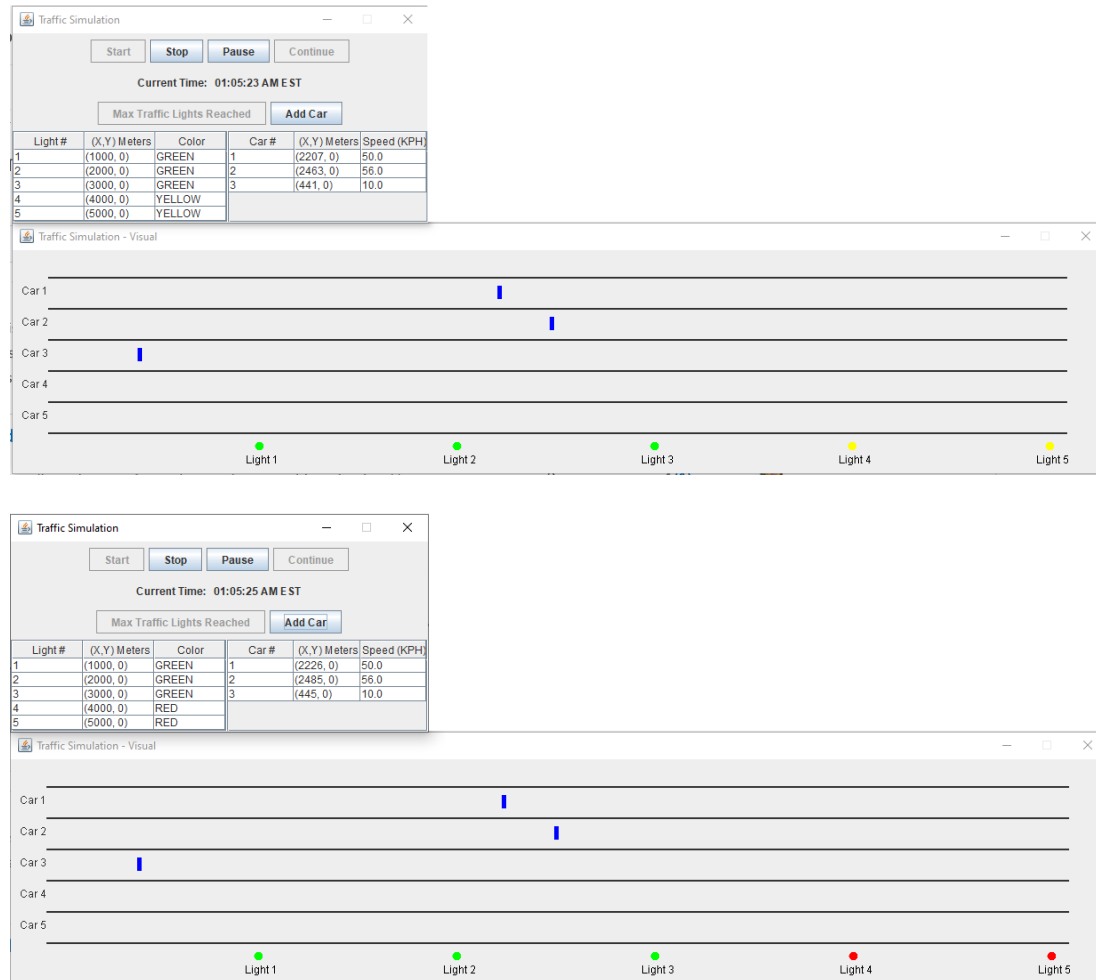 Traffic Simulation
Start Stop Pause Continue
Current Time: 01:05:23 AM EST
Max Traffic Lights Reached Add Car
Light # (X,Y) Meters Color Car # (X,Y) Meters Speed (KPH)
1 (1000, 0) GREEN 1 (2207, 0) 50.0
2 (2000, 0) GREEN 2 (2463, 0) 56.0
3 (3000, 0) GREEN 3 (441, 0) 10.0
4 (4000, 0) YELLOW
5 (5000, 0) YELLOW
Traffic Simulation - Visual
Car 1
Car 2
Car 3
Car 4
Car 5
Light 1 Light 2 Light 3 Light 4 Light 5
Traffic Simulation
Start Stop Pause Continue
Current Time: 01:05:25 AM EST
Max Traffic Lights Reached Add Car
Light # (X,Y) Meters Color Car # (X,Y) Meters Speed (KPH)
1 (1000, 0) GREEN 1 (2226, 0) 50.0
2 (2000, 0) GREEN 2 (2485, 0) 56.0
3 (3000, 0) GREEN 3 (445, 0) 10.0
4 (4000, 0) RED
5 (5000, 0) RED
Traffic Simulation - Visual
Car 1
Car 2
Car 3
Car 4
Car 5
Light 1 Light 2 Light 3 Light 4 Light 5